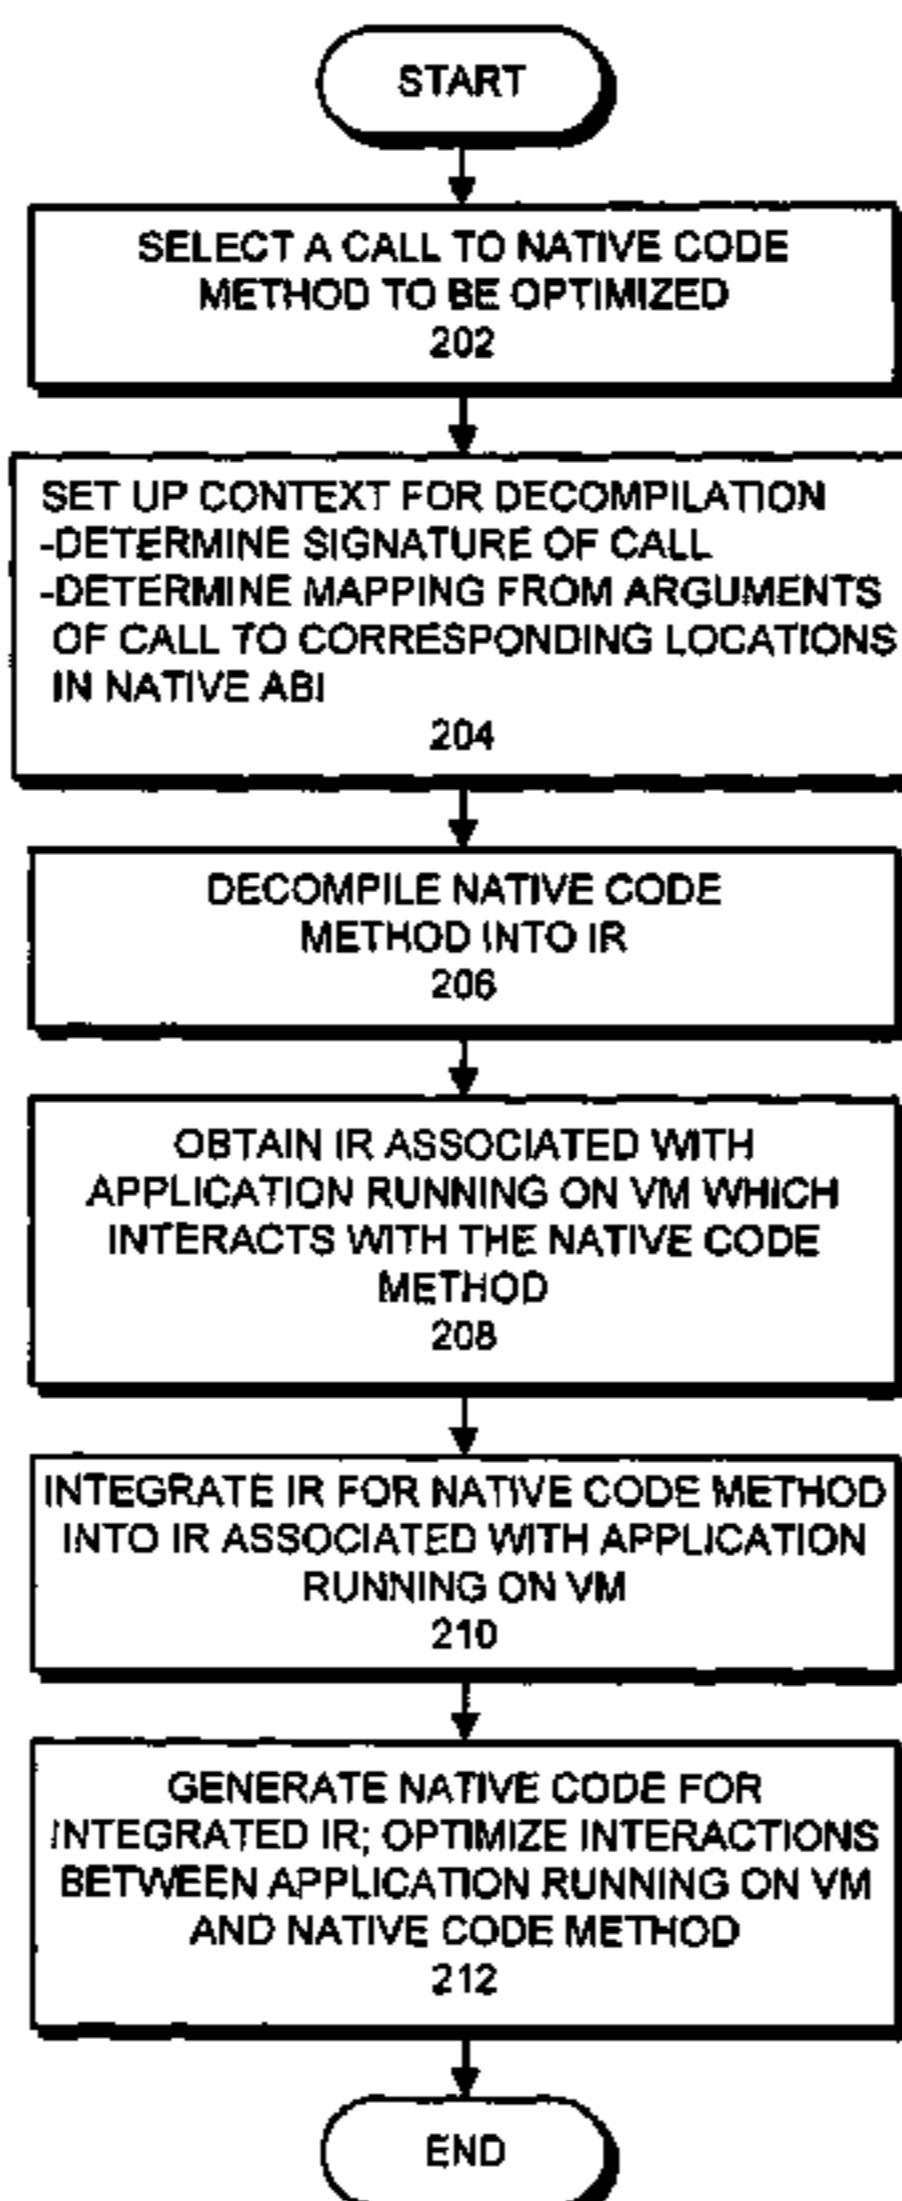 START
SELECT A CALL TO NATIVE CODE
METHOD TO BE OPTIMIZED
202
SET UP CONTEXT FOR DECOMPILATION
-DETERMINE SIGNATURE OF CALL
-DETERMINE MAPPING FROM ARGUMENTS
OF CALL TO CORRESPONDING LOCATIONS
IN NATIVE ABI
204
DECOMPILE NATIVE CODE
METHOD INTO IR
206
OBTAIN IR ASSOCIATED WITH
APPLICATION RUNNING ON VM WHICH
INTERACTS WITH THE NATIVE CODE
METHOD
208
INTEGRATE IR FOR NATIVE CODE METHOD
INTO IR ASSOCIATED WITH APPLICATION
RUNNING ON VM
210
GENERATE NATIVE CODE FOR
INTEGRATED IR; OPTIMIZE INTERACTIONS
BETWEEN APPLICATION RUNNING ON VM
AND NATIVE CODE METHOD
212
END